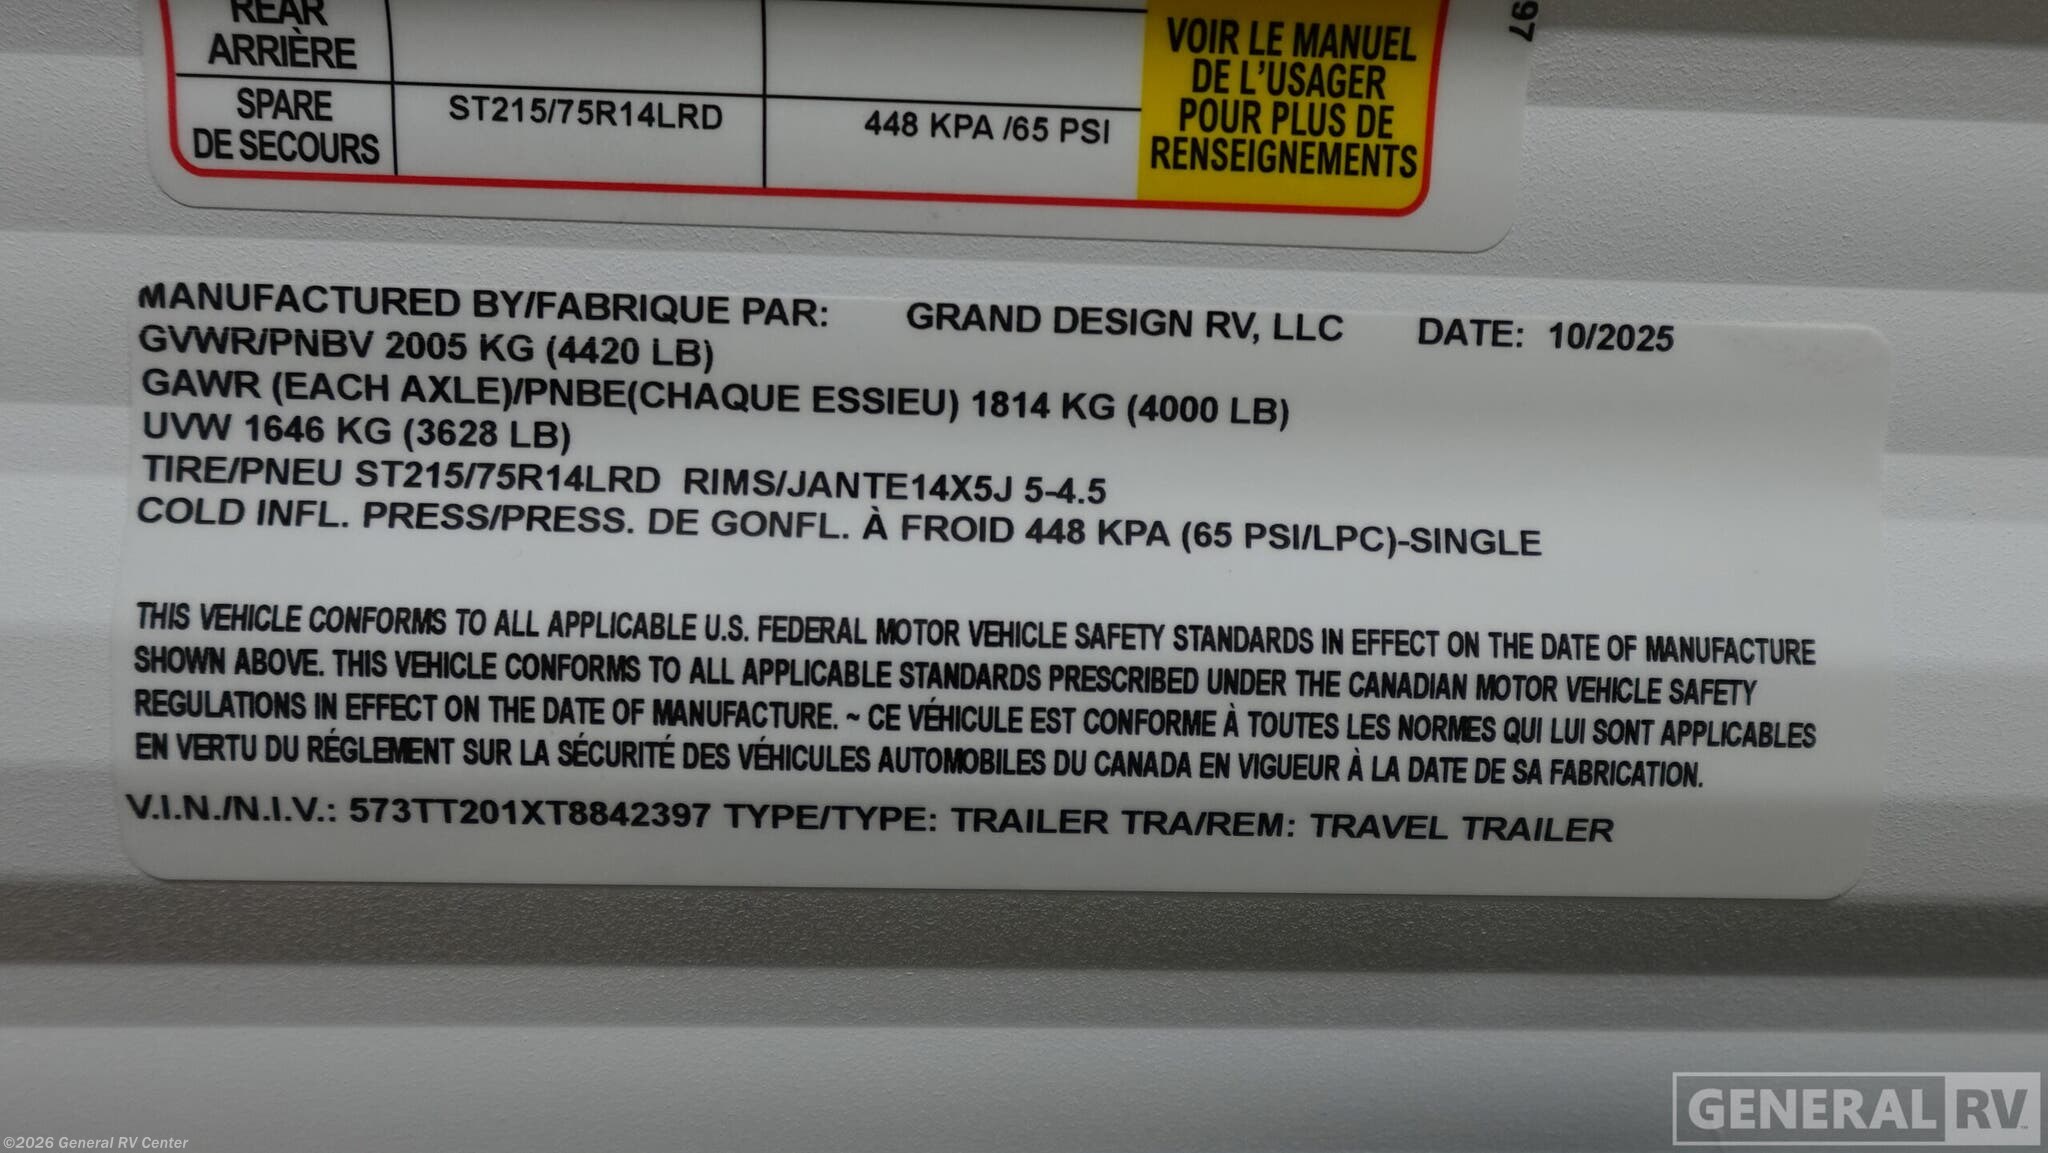 REAR
ARRIÈRE
SPARE
DE SECOURS
ST215/75R14LRD
448 KPA /65 PSI
VOIR LE MANUEL
DE L'USAGER
POUR PLUS DE
RENSEIGNEMENTS
97
MANUFACTURED BY/FABRIQUE PAR: GRAND DESIGN RV, LLC DATE: 10/2025
GVWR/PNBV 2005 KG (4420 LB)
GAWR (EACH AXLE)/PNBE(CHAQUE ESSIEU) 1814 KG (4000 LB)
UVW 1646 KG (3628 LB)
TIRE/PNEU ST215/75R14LRD RIMS/JANTE14X5J 5-4.5
COLD INFL. PRESS/PRESS. DE GONFL. À FROID 448 KPA (65 PSI/LPC)-SINGLE
THIS VEHICLE CONFORMS TO ALL APPLICABLE U.S. FEDERAL MOTOR VEHICLE SAFETY STANDARDS IN EFFECT ON THE DATE OF MANUFACTURE
SHOWN ABOVE. THIS VEHICLE CONFORMS TO ALL APPLICABLE STANDARDS PRESCRIBED UNDER THE CANADIAN MOTOR VEHICLE SAFETY
REGULATIONS IN EFFECT ON THE DATE OF MANUFACTURE. ~ CE VÉHICULE EST CONFORME À TOUTES LES NORMES QUI LUI SONT APPLICABLES
EN VERTU DU RÉGLEMENT SUR LA SÉCURITÉ DES VÉHICULES AUTOMOBILES DU CANADA EN VIGUEUR À LA DATE DE SA FABRICATION.
V.I.N./N.I.V.: 573TT201XT8842397 TYPE/TYPE: TRAILER TRA/REM: TRAVEL TRAILER
GENERAL RV
©2026 General RV Center